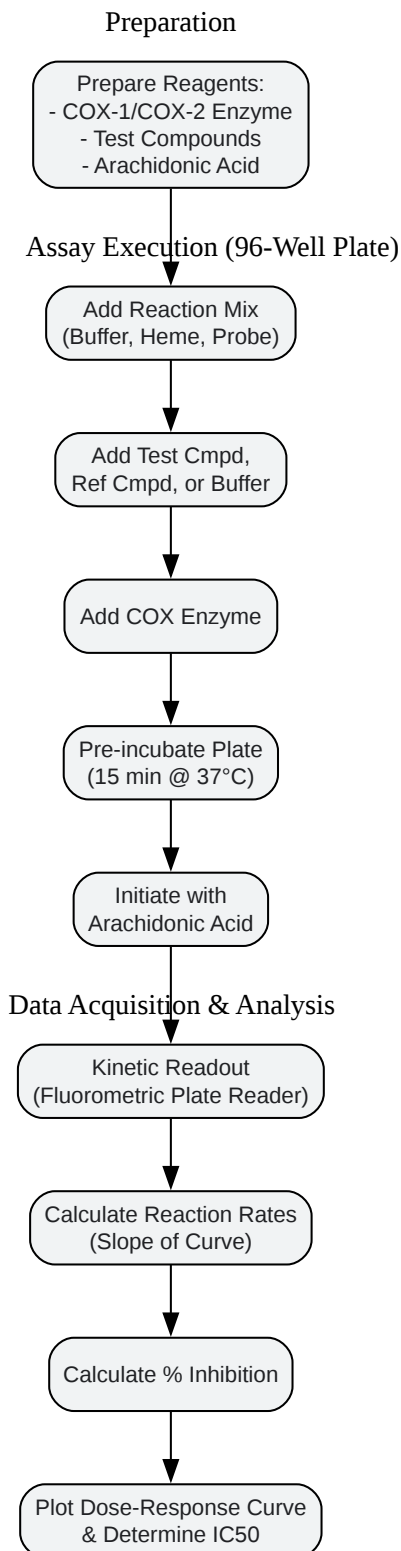 Preparation
Prepare Reagents:
- COX-1/COX-2 Enzyme
- Test Compounds
- Arachidonic Acid
Assay Execution (96-Well Plate)
Add Reaction Mix
(Buffer, Heme, Probe)
Add Test Cmpd,
Ref Cmpd, or Buffer
Add COX Enzyme
Pre-incubate Plate
(15 min @ 37°C)
Initiate with
Arachidonic Acid
Data Acquisition & Analysis
Kinetic Readout
(Fluorometric Plate Reader)
Calculate Reaction Rates
(Slope of Curve)
Calculate % Inhibition
Plot Dose-Response Curve
& Determine IC50